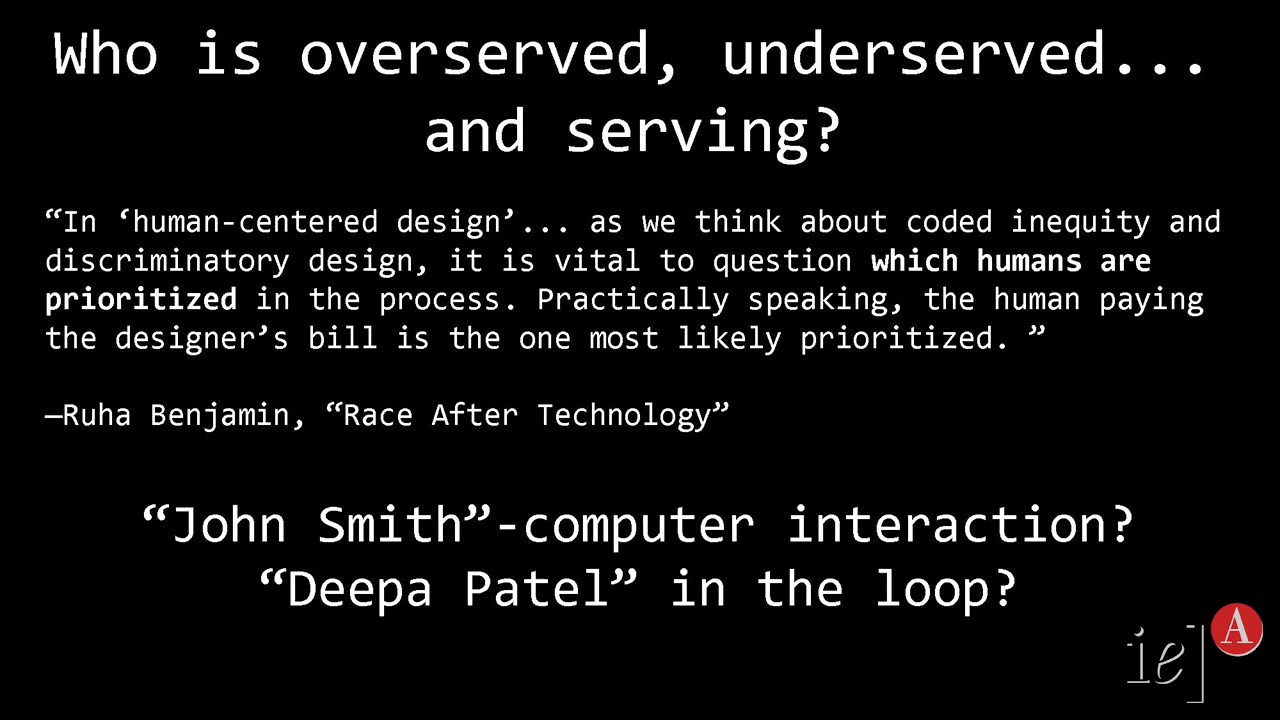 Who is overserved, underserved...
and serving?
“In ‘human-centered design’... as we think about coded inequity and
discriminatory design, it is vital to question which humans are
prioritized in the process. Practically speaking, the human paying
the designer’s bill is the one most likely prioritized. ”
—Ruha Benjamin, “Race After Technology”
“John Smith”-computer interaction?
“Deepa Patel” in the loop?
ie] A